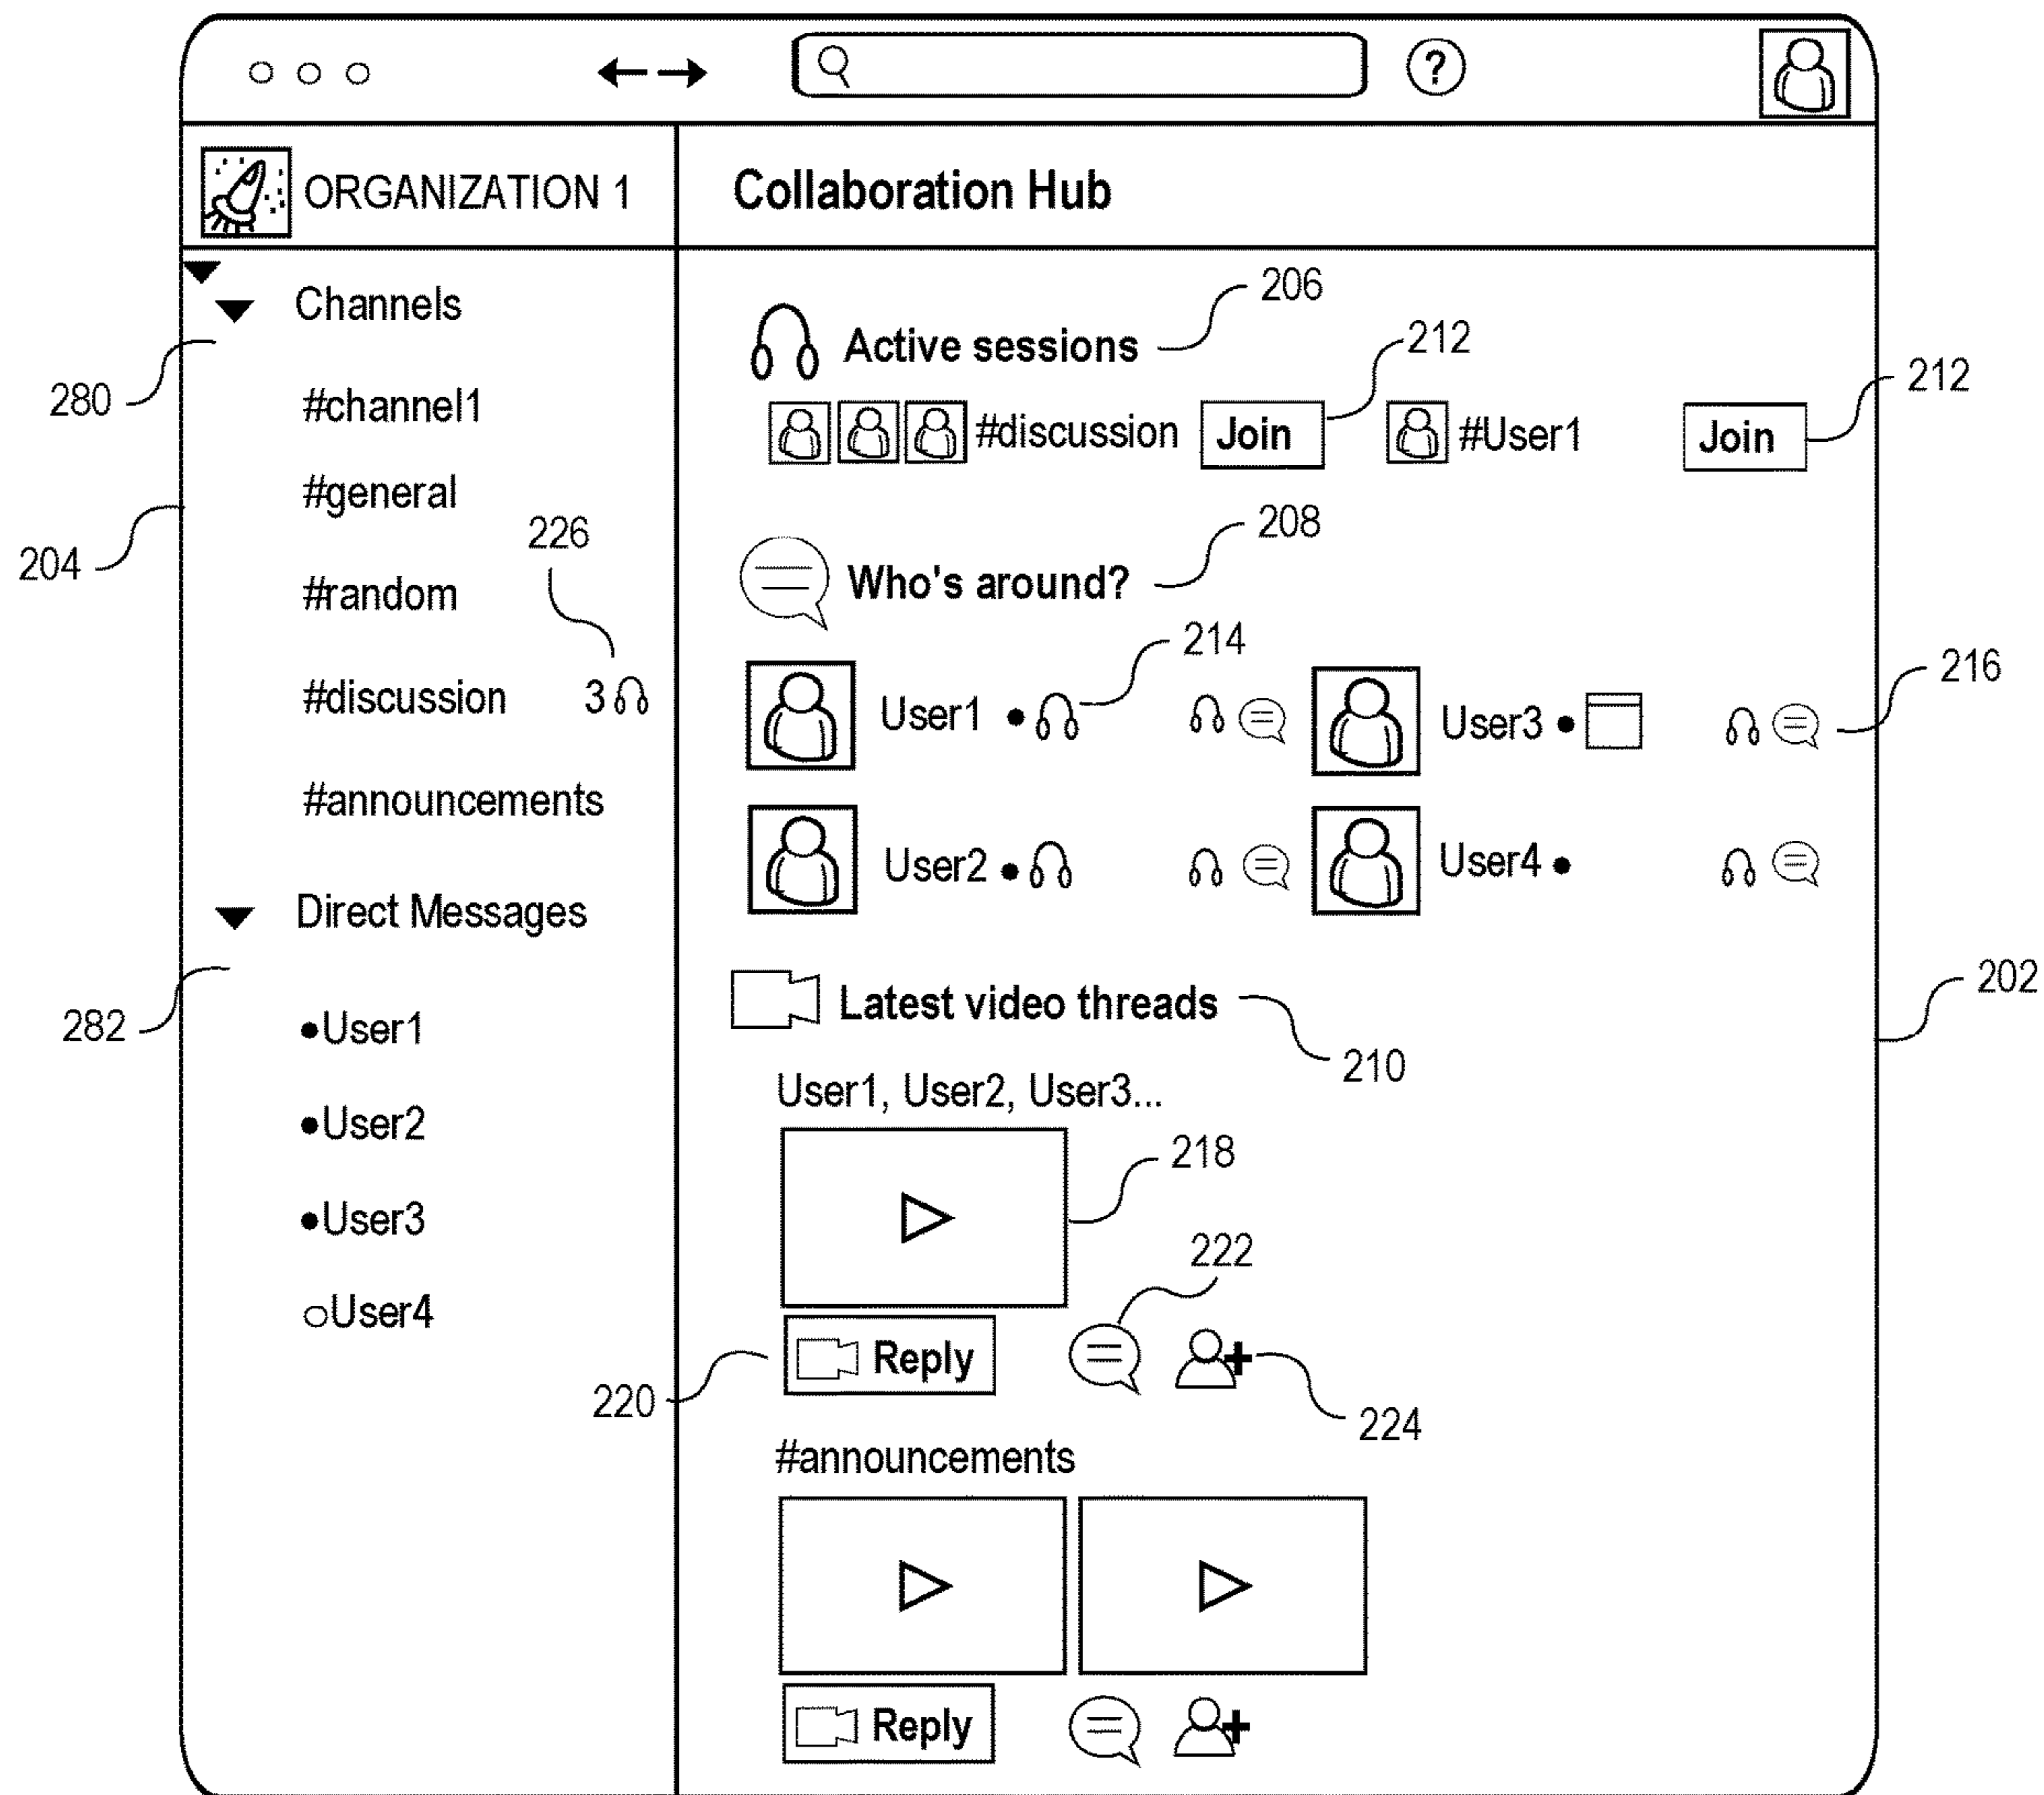 ?
ORGANIZATION 1
Collaboration Hub
Channels
280
#channel1
#general
204
226
#random
#discussion 3
#announcements
Direct Messages
282
•User1
•User2
•User3
○User4
206
Active sessions
212
212
#discussion Join #User1 Join
208
Who's around?
214
216
User1 • User3 •
User2 • User4 •
202
Latest video threads
210
User1, User2, User3...
218
222
Reply
220
224
#announcements
Reply